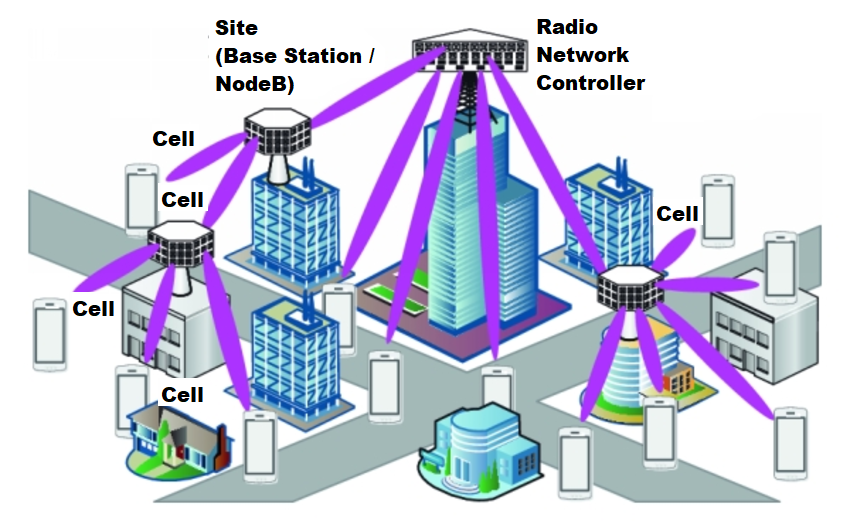 Site
(Base Station /
NodeB)
Radio
Network
Controller
Cell
Cell
Cell
Cell
Cell